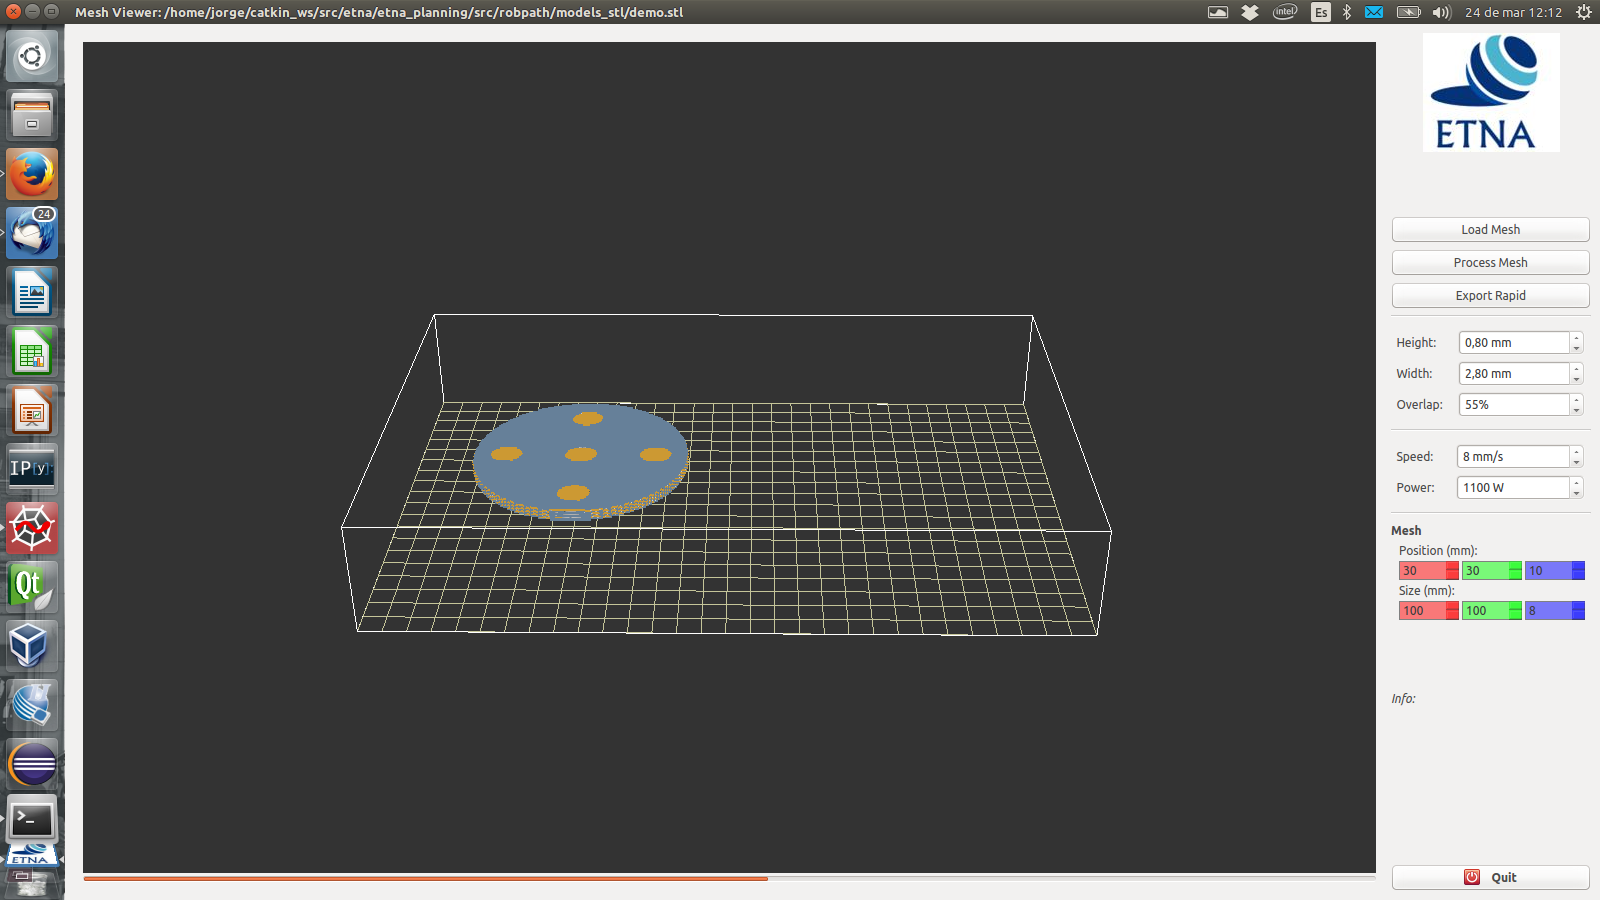 Mesh Viewer: /home/jorge/catkin_ws/src/etna/etna_planning/src/robpath/models_stl/demo.stl
intel Es 24 de mar 12:12
ETNA
24
IP[y]:
Qt
ETNA
Load Mesh
Process Mesh
Export Rapid
Height: 0,80 mm
Width: 2,80 mm
Overlap: 55%
Speed: 8 mm/s
Power: 1100 W
Mesh
Position (mm):
30 30 10
Size (mm):
100 100 8
Info:
Quit